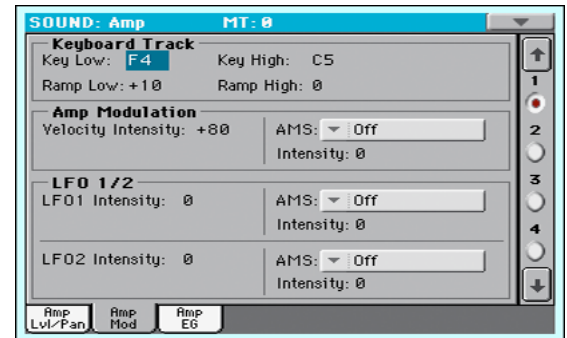 SOUND: Amp MT: 0
Keyboard Track
Key Low: F4 Key High: C5
Ramp Low: +10 Ramp High: 0
Amp Modulation
Velocity Intensity: +80 AMS: Off
Intensity: 0
LFO 1/2
LFO1 Intensity: 0 AMS: Off
Intensity: 0
LFO2 Intensity: 0 AMS: Off
Intensity: 0
1
2
3
4
Amp Lvl/Pan
Amp Mod
Amp EG